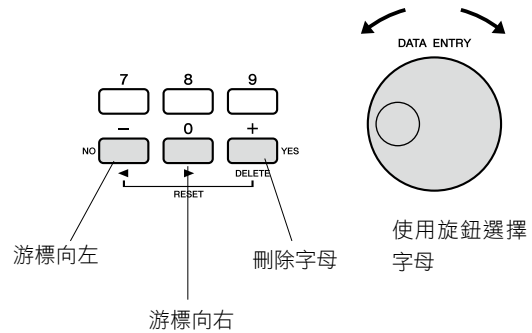 DATA ENTRY
7 8 9
− 0 +
NO YES
◄ ► DELETE
RESET
游標向左
游標向右
刪除字母
使用旋鈕選擇
字母